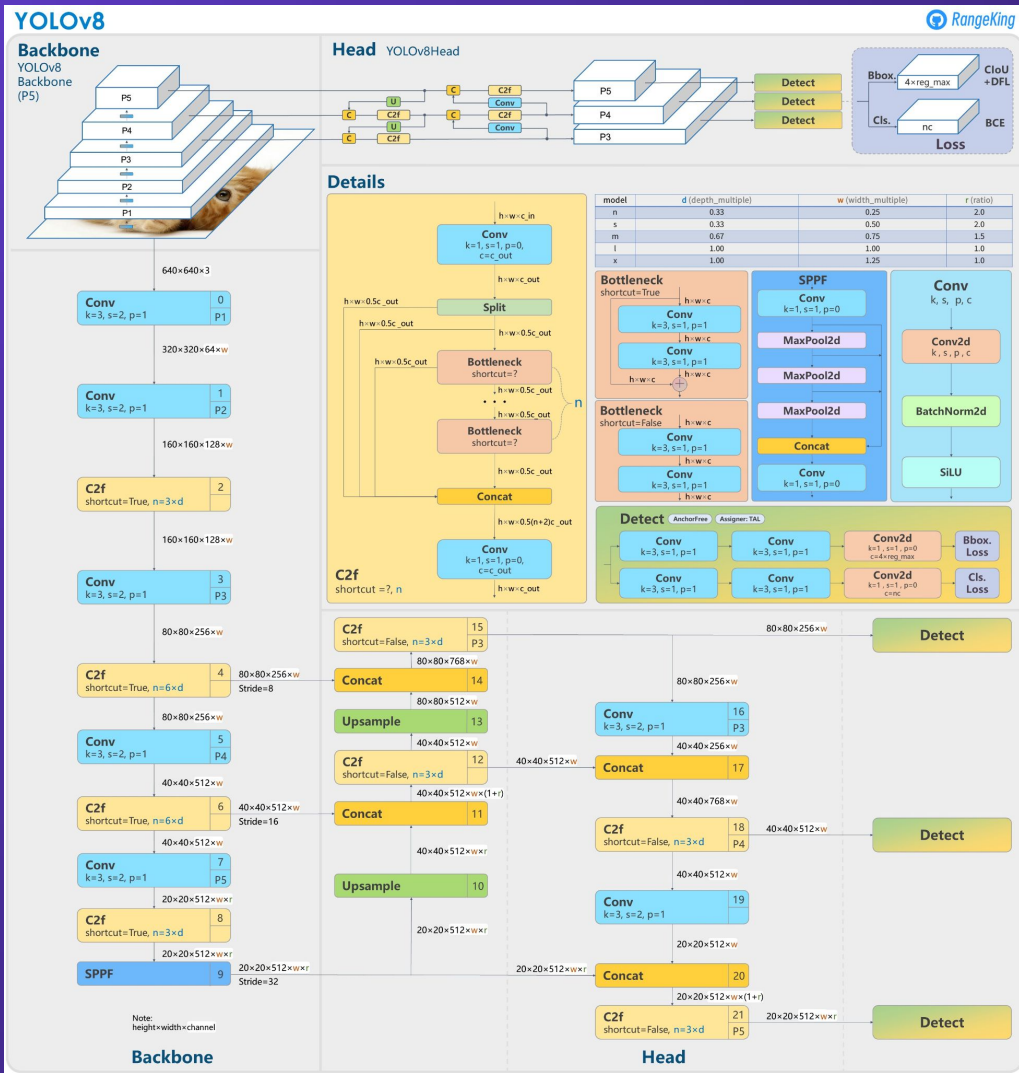 YOLOv8
RangeKing
Backbone
YOLOv8
Backbone
(P5)
P5
P4
P3
P2
P1
Head YOLOv8Head
C
C2f
U
Conv
C
C2f
C
C2f
U
Conv
C
C2f
P5
P4
P3
Detect
Detect
Detect
Bbox.
4×reg_max
CIoU
+DFL
Cls.
nc
BCE
Loss
Details
h×w×c_in
Conv
k=1, s=1, p=0,
c=c_out
h×w×c_out
h×w×0.5c_out
Split
h×w×0.5c_out
h×w×0.5c_out
Bottleneck
shortcut=?
h×w×0.5c_out
• • •
n
h×w×0.5c_out
Bottleneck
shortcut=?
h×w×0.5c_out
Concat
h×w×0.5(n+2)c_out
Conv
k=1, s=1, p=0,
c=c_out
h×w×c_out
C2f
shortcut =?, n
model d (depth_multiple) w (width_multiple) r (ratio)
n 0.33 0.25 2.0
s 0.33 0.50 2.0
m 0.67 0.75 1.5
l 1.00 1.00 1.0
x 1.00 1.25 1.0
Bottleneck
shortcut=True
h×w×c
Conv
k=3, s=1, p=1
h×w×c
Conv
k=3, s=1, p=1
h×w×c
h×w×c
+
Bottleneck
shortcut=False
h×w×c
Conv
k=3, s=1, p=1
h×w×c
Conv
k=3, s=1, p=1
h×w×c
SPPF
Conv
k=1, s=1, p=0
MaxPool2d
MaxPool2d
MaxPool2d
Concat
Conv
k=1, s=1, p=0
Conv
k, s, p, c
Conv2d
k, s, p, c
BatchNorm2d
SiLU
Detect AnchorFree Assigner: TAL
Conv
k=3, s=1, p=1
Conv
k=3, s=1, p=1
Conv2d
k=1, s=1, p=0
c=4×reg_max
Bbox.
Loss
Conv
k=3, s=1, p=1
Conv
k=3, s=1, p=1
Conv2d
k=1, s=1, p=0
c=nc
Cls.
Loss
640×640×3
Conv 0
k=3, s=2, p=1 P1
320×320×64×w
Conv 1
k=3, s=2, p=1 P2
160×160×128×w
C2f 2
shortcut=True, n=3×d
160×160×128×w
Conv 3
k=3, s=2, p=1 P3
80×80×256×w
C2f 4
shortcut=True, n=6×d
80×80×256×w
Stride=8
80×80×256×w
Conv 5
k=3, s=2, p=1 P4
40×40×512×w
C2f 6
shortcut=True, n=6×d
40×40×512×w
Stride=16
40×40×512×w
Conv 7
k=3, s=2, p=1 P5
20×20×512×w×r
C2f 8
shortcut=True, n=3×d
20×20×512×w×r
SPPF 9
20×20×512×w×r
Stride=32
Note:
height×width×channel
Backbone
C2f 15
shortcut=False, n=3×d P3
80×80×768×w
Concat 14
80×80×512×w
Upsample 13
40×40×512×w
C2f 12
shortcut=False, n=3×d
40×40×512×w
40×40×512×w×(1+r)
Concat 11
40×40×512×w×r
Upsample 10
20×20×512×w×r
20×20×512×w×r
80×80×256×w
Detect
80×80×256×w
Conv 16
k=3, s=2, p=1 P3
40×40×256×w
Concat 17
40×40×768×w
C2f 18
shortcut=False, n=3×d P4
40×40×512×w
Detect
40×40×512×w
Conv 19
k=3, s=2, p=1
20×20×512×w
Concat 20
20×20×512×w×(1+r)
C2f 21
shortcut=False, n=3×d P5
20×20×512×w×r
Detect
Head